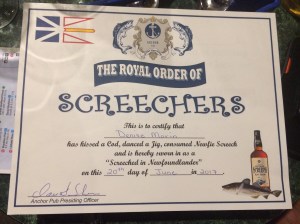 THE ROYAL ORDER OF
SCREECHERS
This is to certify that
has kissed a Cod, danced a Jig, consumed Newfie Screech
and is hereby sworn in as a
"Screeched in Newfoundlander"
on this 20th day of June in 2017.
Anchor Pub Presiding Officer
SCREECH